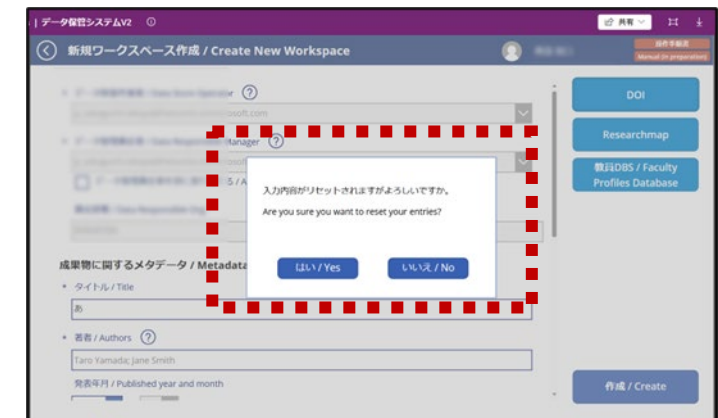 | データ保管システムV2
共有
新規ワークスペース作成 / Create New Workspace
操作手順書
Manual (in preparation)
DOI
Researchmap
教員DBS / Faculty
Profiles Database
入力内容がリセットされますがよろしいですか。
Are you sure you want to reset your entries?
はい / Yes
いいえ / No
成果物に関するメタデータ / Metadata
* タイトル / Title
あ
* 著者 / Authors ?
Taro Yamada; Jane Smith
発表年月 / Published year and month
作成 / Create